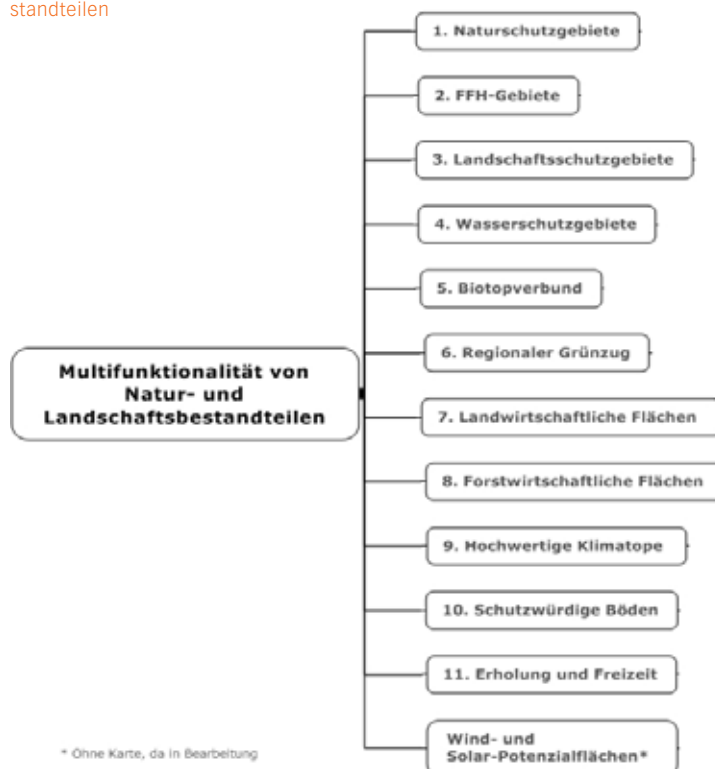 standteilen
1. Naturschutzgebiete
2. FFH-Gebiete
3. Landschaftsschutzgebiete
4. Wasserschutzgebiete
5. Biotopverbund
6. Regionaler Grünzug
Multifunktionalität von
Natur- und
Landschaftsbestandteilen
7. Landwirtschaftliche Flächen
8. Forstwirtschaftliche Flächen
9. Hochwertige Klimatope
10. Schutzwürdige Böden
11. Erholung und Freizeit
Wind- und
Solar-Potenzialflächen*
* Ohne Karte, da in Bearbeitung